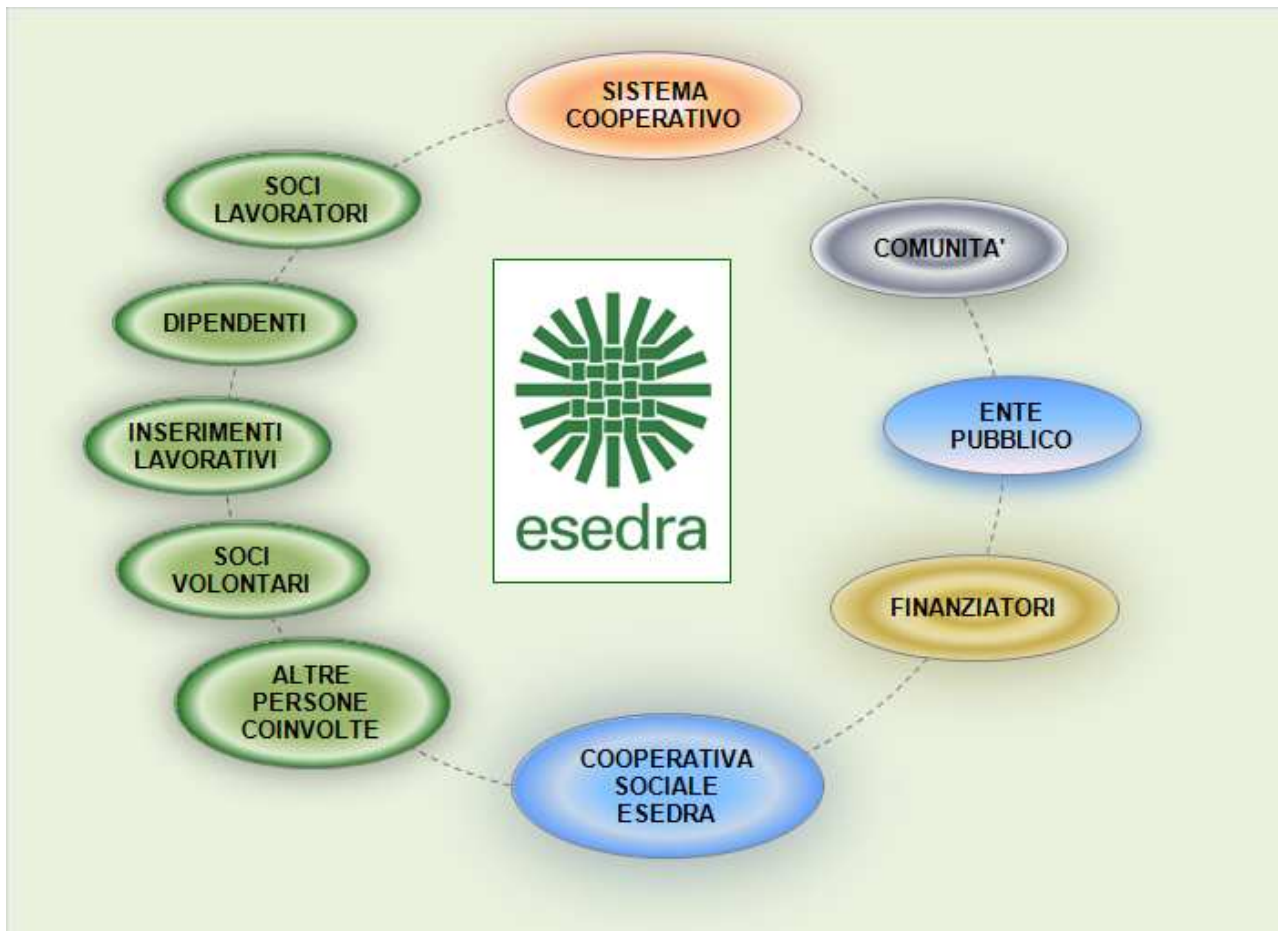 SISTEMA
COOPERATIVO
SOCI
LAVORATORI
COMUNITA'
DIPENDENTI
ENTE
PUBBLICO
INSERIMENTI
LAVORATIVI
esedra
SOCI
VOLONTARI
FINANZIATORI
ALTRE
PERSONE
COINVOLTE
COOPERATIVA
SOCIALE
ESEDRA